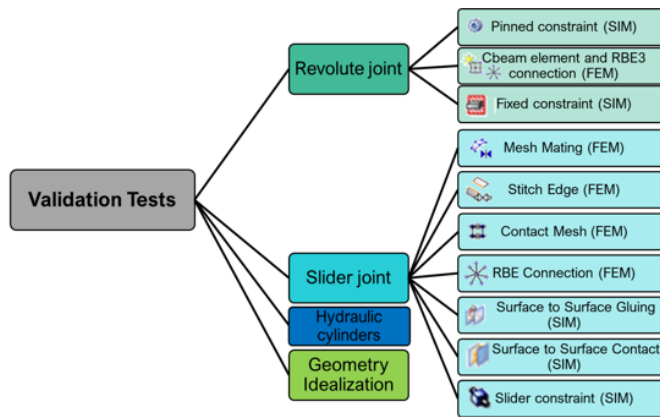 Validation Tests
Revolute joint
Pinned constraint (SIM)
Cbeam element and RBE3
connection (FEM)
Fixed constraint (SIM)
Slider joint
Mesh Mating (FEM)
Stitch Edge (FEM)
Contact Mesh (FEM)
RBE Connection (FEM)
Surface to Surface Gluing
(SIM)
Surface to Surface Contact
(SIM)
Slider constraint (SIM)
Hydraulic
cylinders
Geometry
Idealization